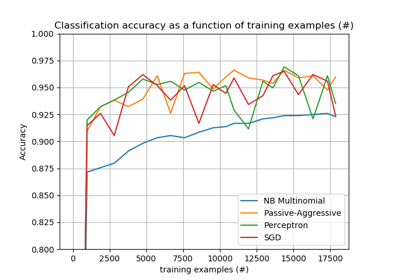 Classification accuracy as a function of training examples (#)
1.000
0.975
0.950
0.925
0.900
0.875
0.850
0.825
0.800
Accuracy
NB Multinomial
Passive-Aggressive
Perceptron
SGD
0 2500 5000 7500 10000 12500 15000 17500
training examples (#)